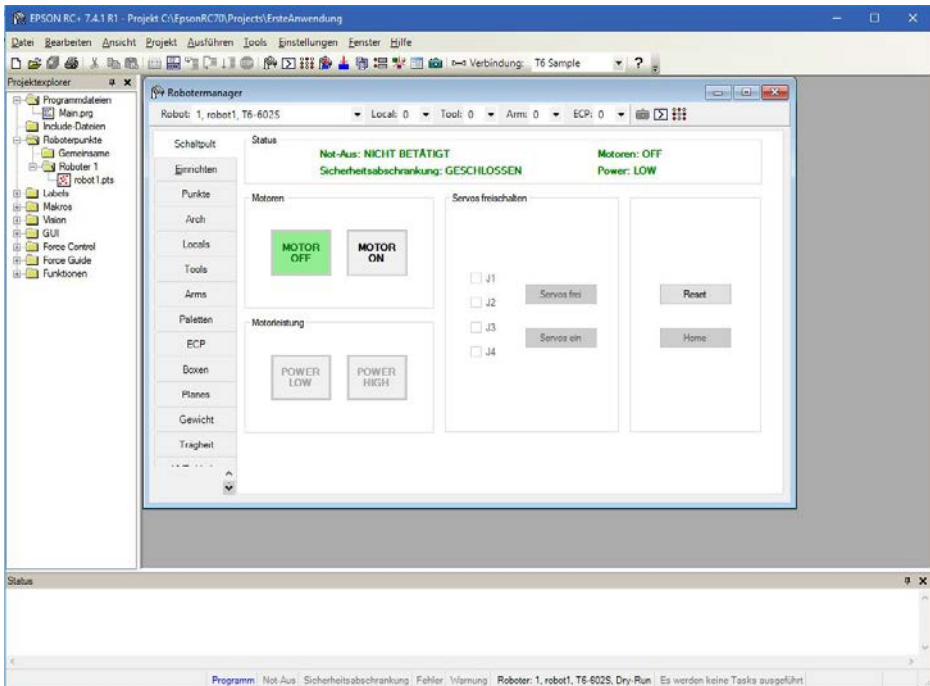 EPSON RC+ 7.4.1 R1 - Projekt C:\EpsonRC70\Projects\ErsteAnwendung
Datei Bearbeiten Ansicht Projekt Ausführen Tools Einstellungen Fenster Hilfe
Verbindung: T6 Sample
Projektexplorer
Programmdateien
Main.prg
Include-Dateien
Roboterpunkte
Gemeinsame
Roboter 1
robot1.pts
Labels
Makros
Vision
GUI
Force Control
Force Guide
Funktionen
Robotermanager
Robot: 1, robot1, T6-602S Local: 0 Tool: 0 Arm: 0 ECP: 0
Schaltpult
Einrichten
Punkte
Arch
Locals
Tools
Arms
Paletten
ECP
Boxen
Planes
Gewicht
Trägheit
Status
Not-Aus: NICHT BETÄTIGT Motoren: OFF
Sicherheitsabschrankung: GESCHLOSSEN Power: LOW
Motoren
MOTOR OFF
MOTOR ON
Motorleistung
POWER LOW
POWER HIGH
Servos freischalten
J1
J2
J3
J4
Servos frei
Servos ein
Reset
Home
Status
Programm Not-Aus Sicherheitsabschrankung Fehler Warnung Roboter: 1, robot1, T6-602S, Dry-Run Es werden keine Tasks ausgeführt